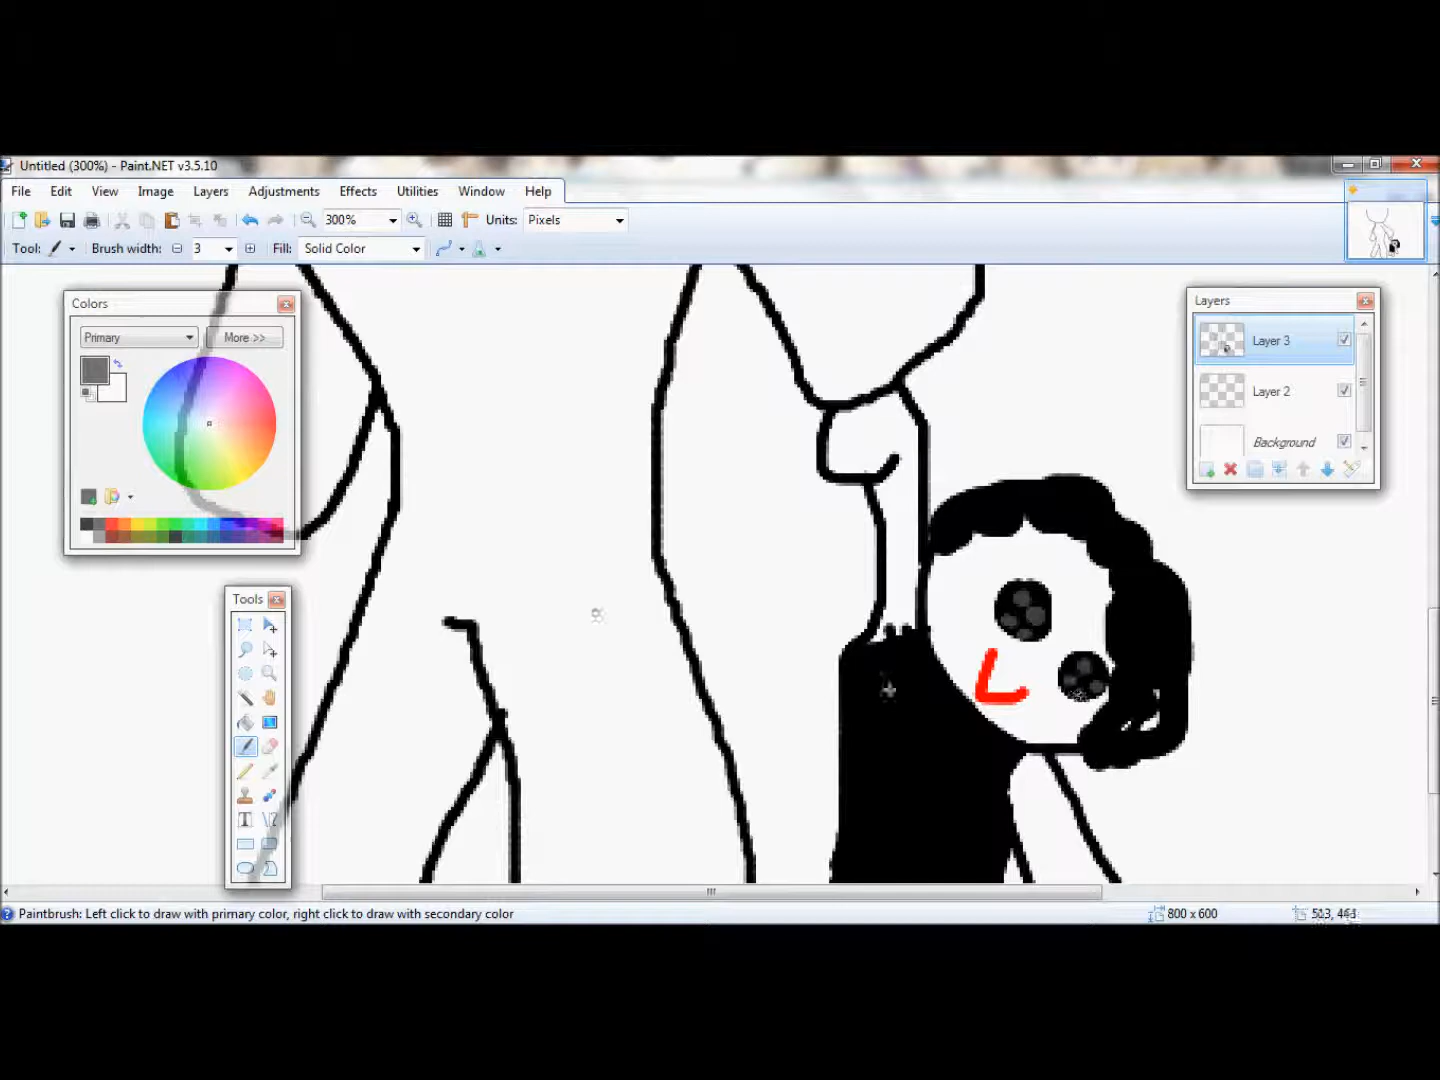 Untitled (300%) - Paint.NET v3.5.10
File Edit View Image Layers Adjustments Effects Utilities Window Help
300% Units: Pixels
Tool: Brush width: 3 Fill: Solid Color
Colors
Primary More >>
Layers
Layer 3
Layer 2
Background
Tools
Paintbrush: Left click to draw with primary color, right click to draw with secondary color
800 x 600